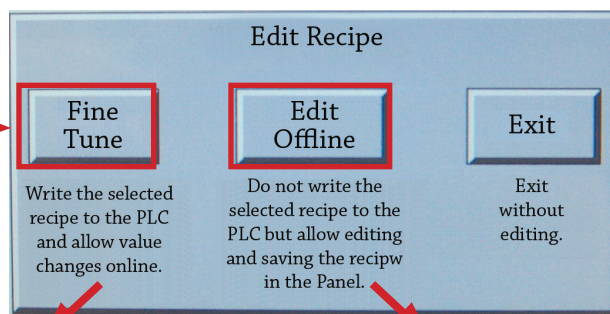 Edit Recipe
Fine
Tune
Edit
Offline
Exit
Write the selected
recipe to the PLC
and allow value
changes online.
Do not write the
selected recipe to the
PLC but allow editing
and saving the recipw
in the Panel.
Exit
without
editing.